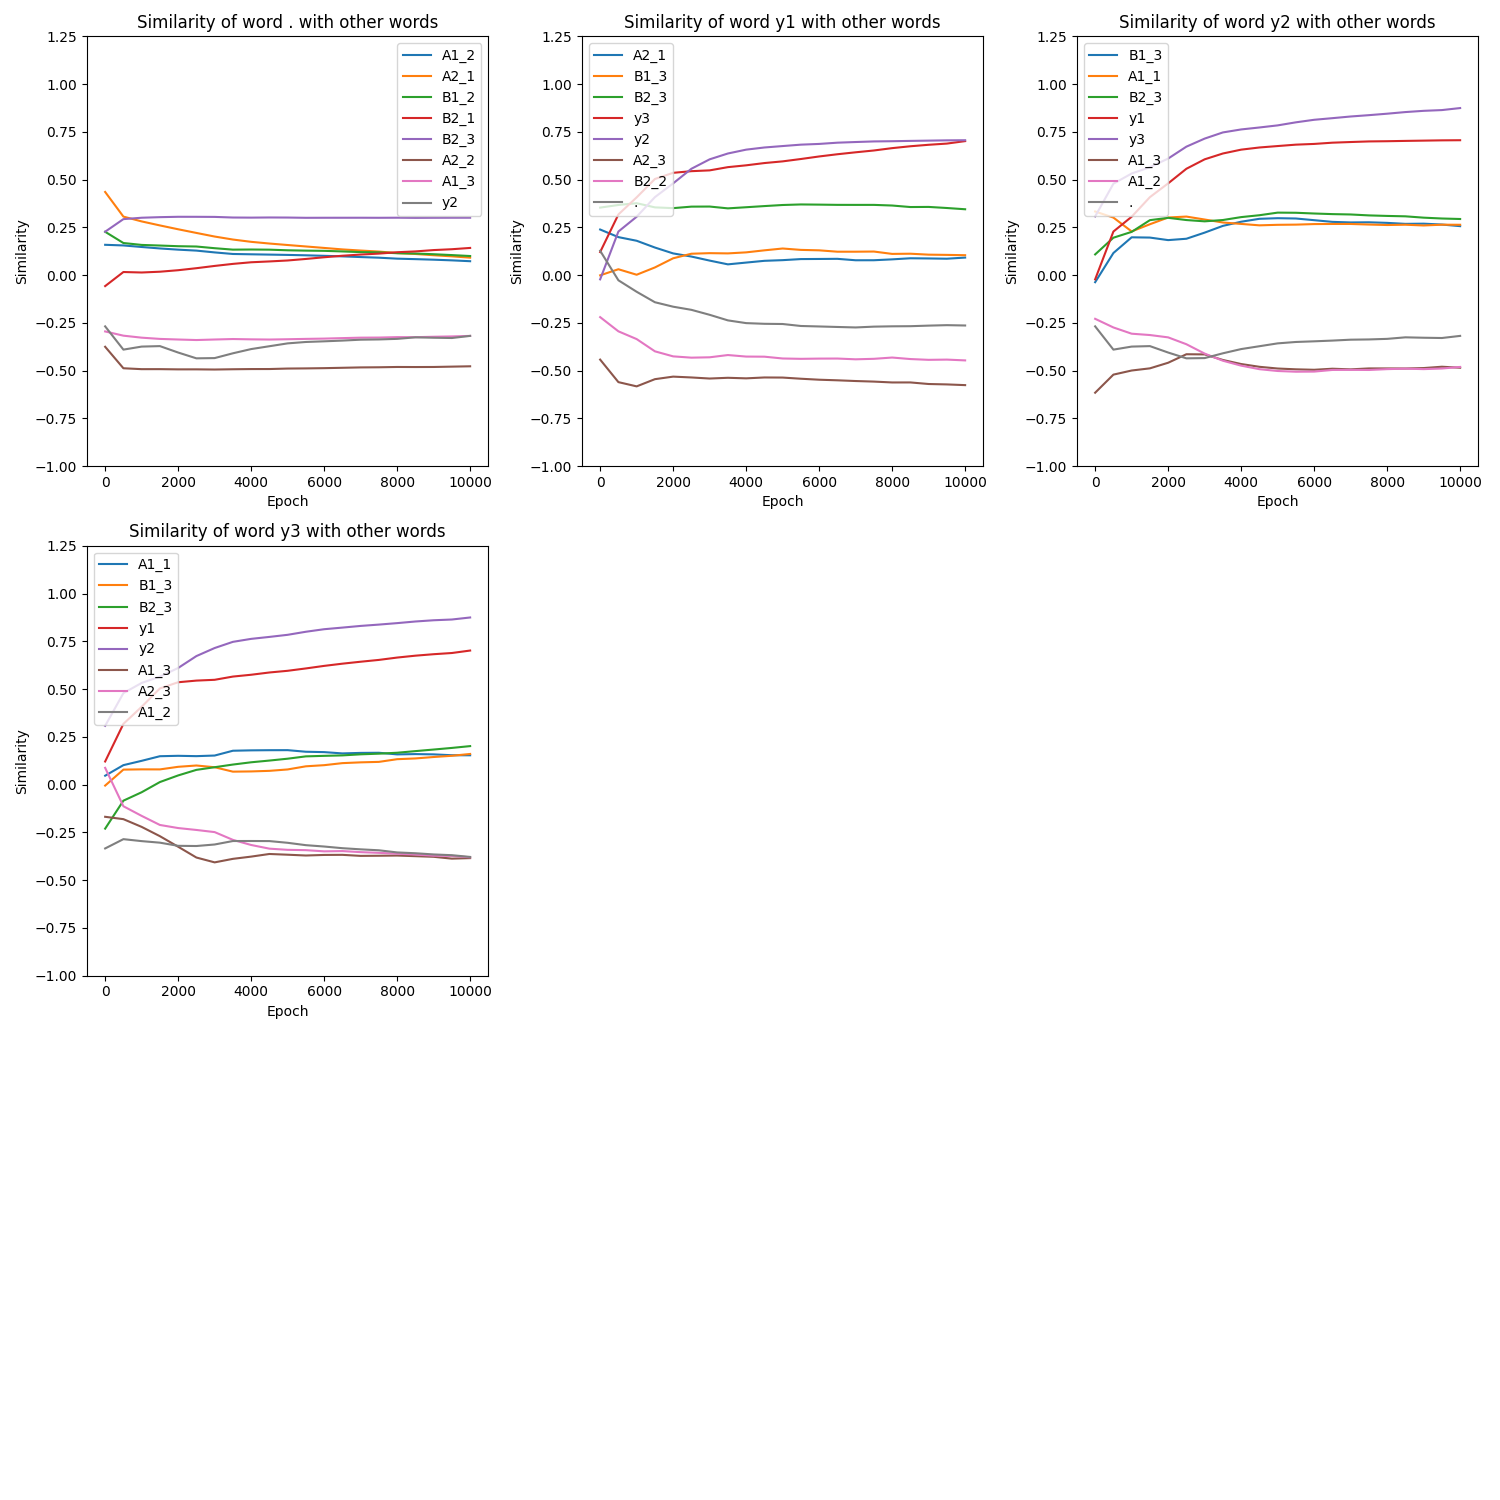 Similarity of word . with other words
1.25
1.00
0.75
0.50
0.25
0.00
−0.25
−0.50
−0.75
−1.00
Similarity
A1_2
A2_1
B1_2
B2_1
B2_3
A2_2
A1_3
y2
0 2000 4000 6000 8000 10000
Epoch
Similarity of word y1 with other words
1.25
1.00
0.75
0.50
0.25
0.00
−0.25
−0.50
−0.75
−1.00
Similarity
A2_1
B1_3
B2_3
y3
y2
A2_3
B2_2
.
0 2000 4000 6000 8000 10000
Epoch
Similarity of word y2 with other words
1.25
1.00
0.75
0.50
0.25
0.00
−0.25
−0.50
−0.75
−1.00
Similarity
B1_3
A1_1
B2_3
y1
y3
A1_3
A1_2
.
0 2000 4000 6000 8000 10000
Epoch
Similarity of word y3 with other words
1.25
1.00
0.75
0.50
0.25
0.00
−0.25
−0.50
−0.75
−1.00
Similarity
A1_1
B1_3
B2_3
y1
y2
A1_3
A2_3
A1_2
0 2000 4000 6000 8000 10000
Epoch